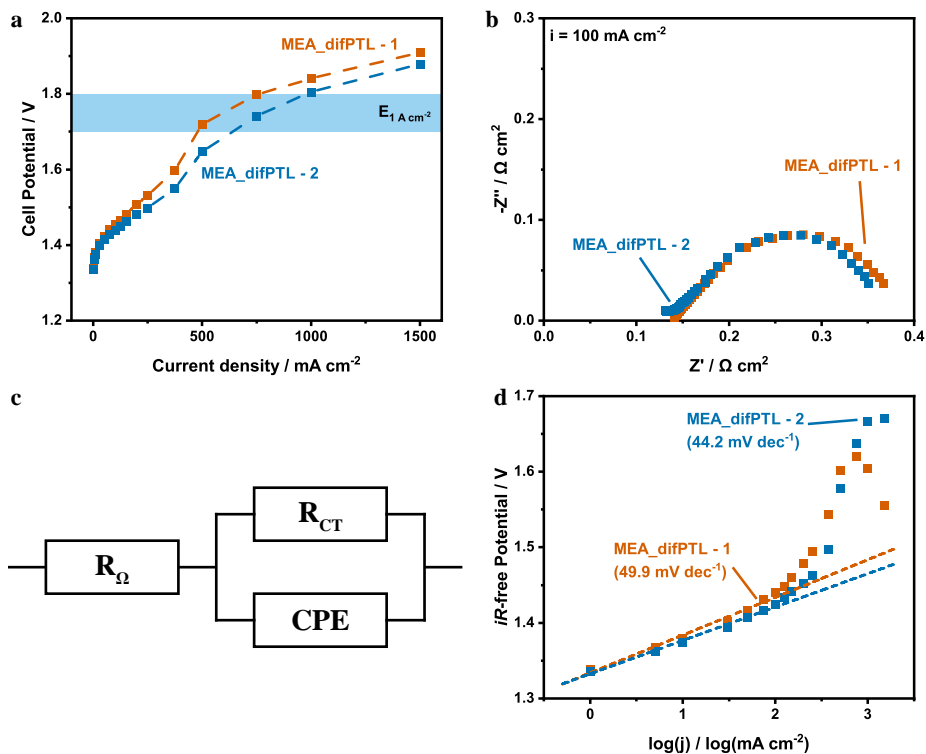 a
2.0
1.8
1.6
1.4
1.2
Cell Potential / V
MEA_difPTL - 1
E1 A cm-2
MEA_difPTL - 2
0
500
1000
1500
Current density / mA cm-2
b
i = 100 mA cm-2
0.3
0.2
0.1
0.0
-Z'' / Ω cm2
MEA_difPTL - 1
MEA_difPTL - 2
0.0
0.1
0.2
0.3
0.4
Z' / Ω cm2
c
RΩ
RCT
CPE
d
1.7
1.6
1.5
1.4
1.3
iR-free Potential / V
MEA_difPTL - 2
(44.2 mV dec-1)
MEA_difPTL - 1
(49.9 mV dec-1)
0
1
2
3
log(j) / log(mA cm-2)